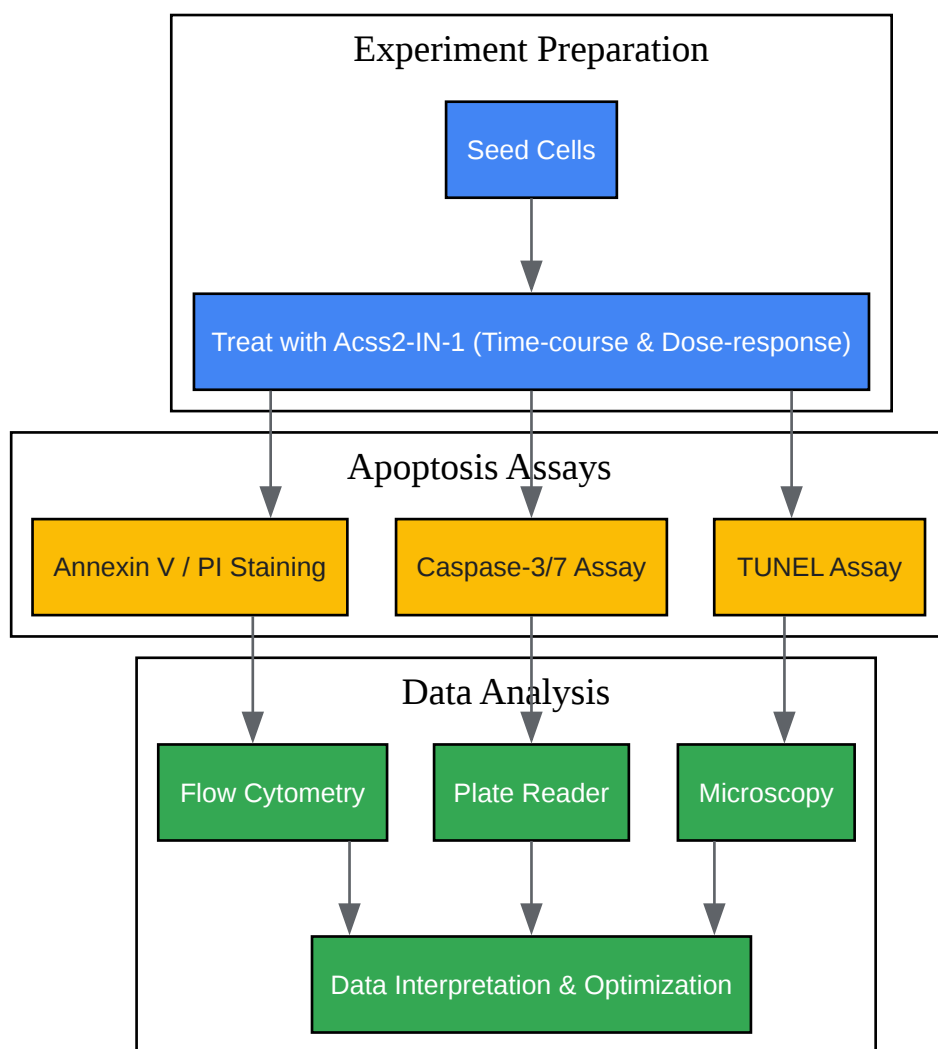 Experiment Preparation
Seed Cells
Treat with Acss2-IN-1 (Time-course & Dose-response)
Apoptosis Assays
Annexin V / PI Staining
Caspase-3/7 Assay
TUNEL Assay
Data Analysis
Flow Cytometry
Plate Reader
Microscopy
Data Interpretation & Optimization